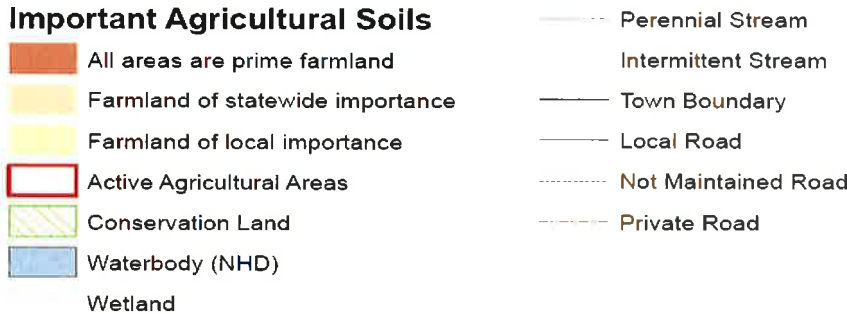 Important Agricultural Soils
All areas are prime farmland
Farmland of statewide importance
Farmland of local importance
Active Agricultural Areas
Conservation Land
Waterbody (NHD)
Wetland
Perennial Stream
Intermittent Stream
Town Boundary
Local Road
Not Maintained Road
Private Road